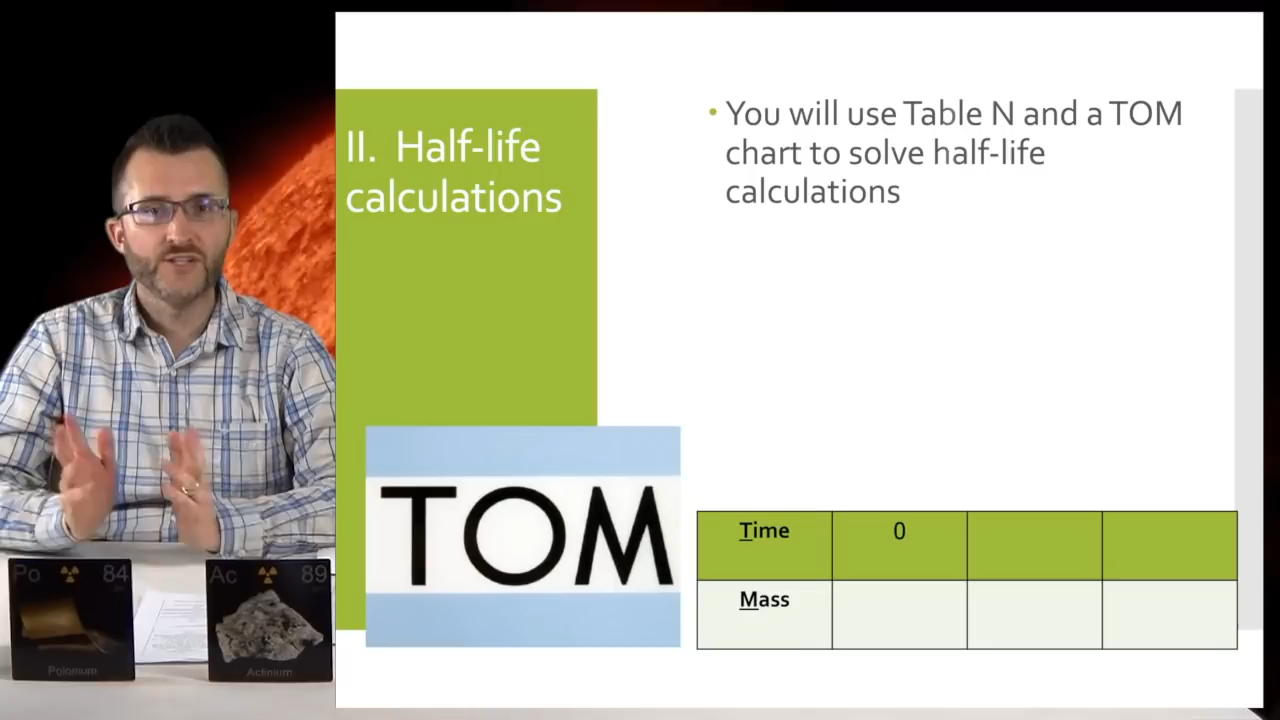 II. Half-life
calculations
• You will use Table N and a TOM
chart to solve half-life
calculations
TOM
Time 0
Mass
Po 84
Polonium
Ac 89
Actinium